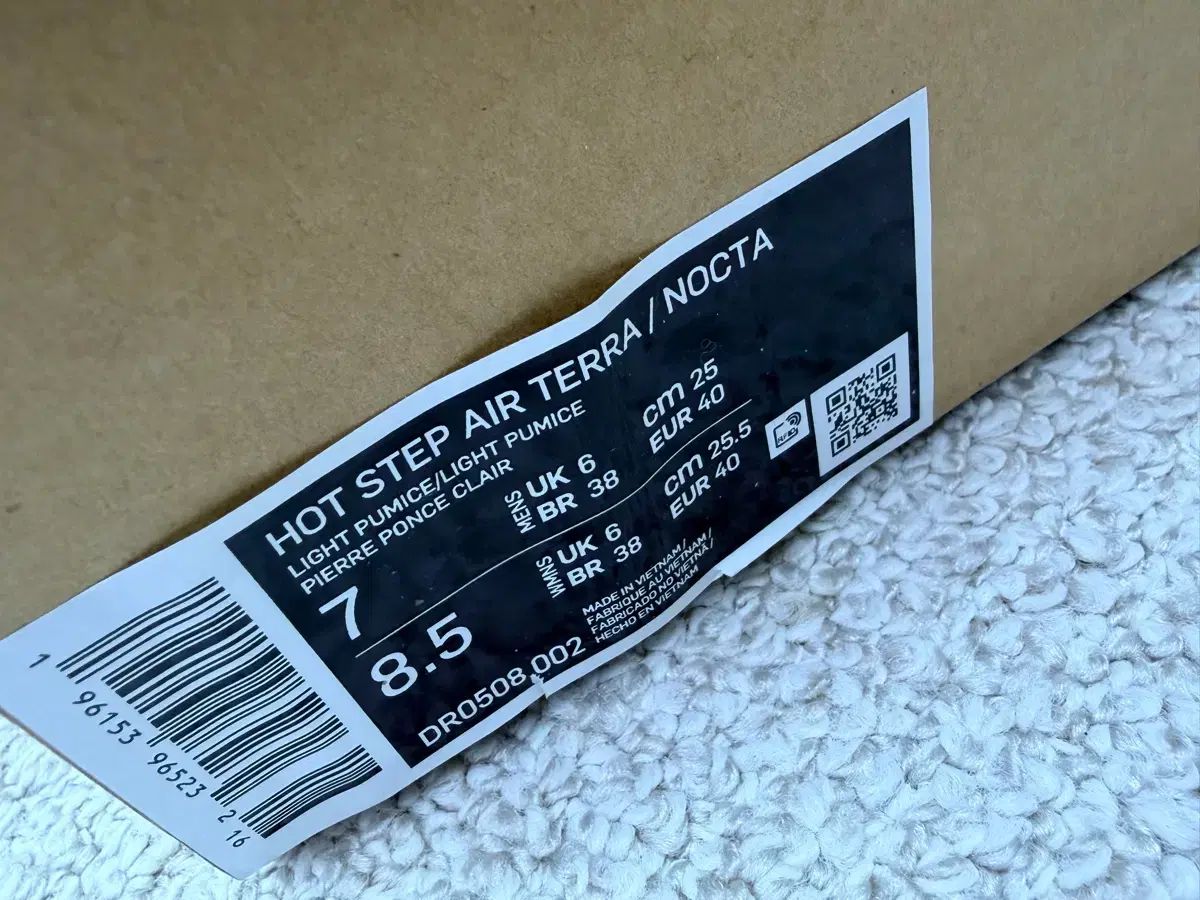 HOT STEP AIR TERRA / NOCTA
LIGHT PUMICE/LIGHT PUMICE
PIERRE PONCE CLAIR
7
MENS
UK 6
BR 38
cm 25
EUR 40
8.5
WMNS
UK 6
BR 38
cm 25.5
EUR 40
DR0508 002
MADE IN VIETNAM/
FABRIQUE AU VIETNAM/
FABRICADO NO VIETNÃ/
HECHO EN VIETNAM
RFID
1 96153 96523 2
16